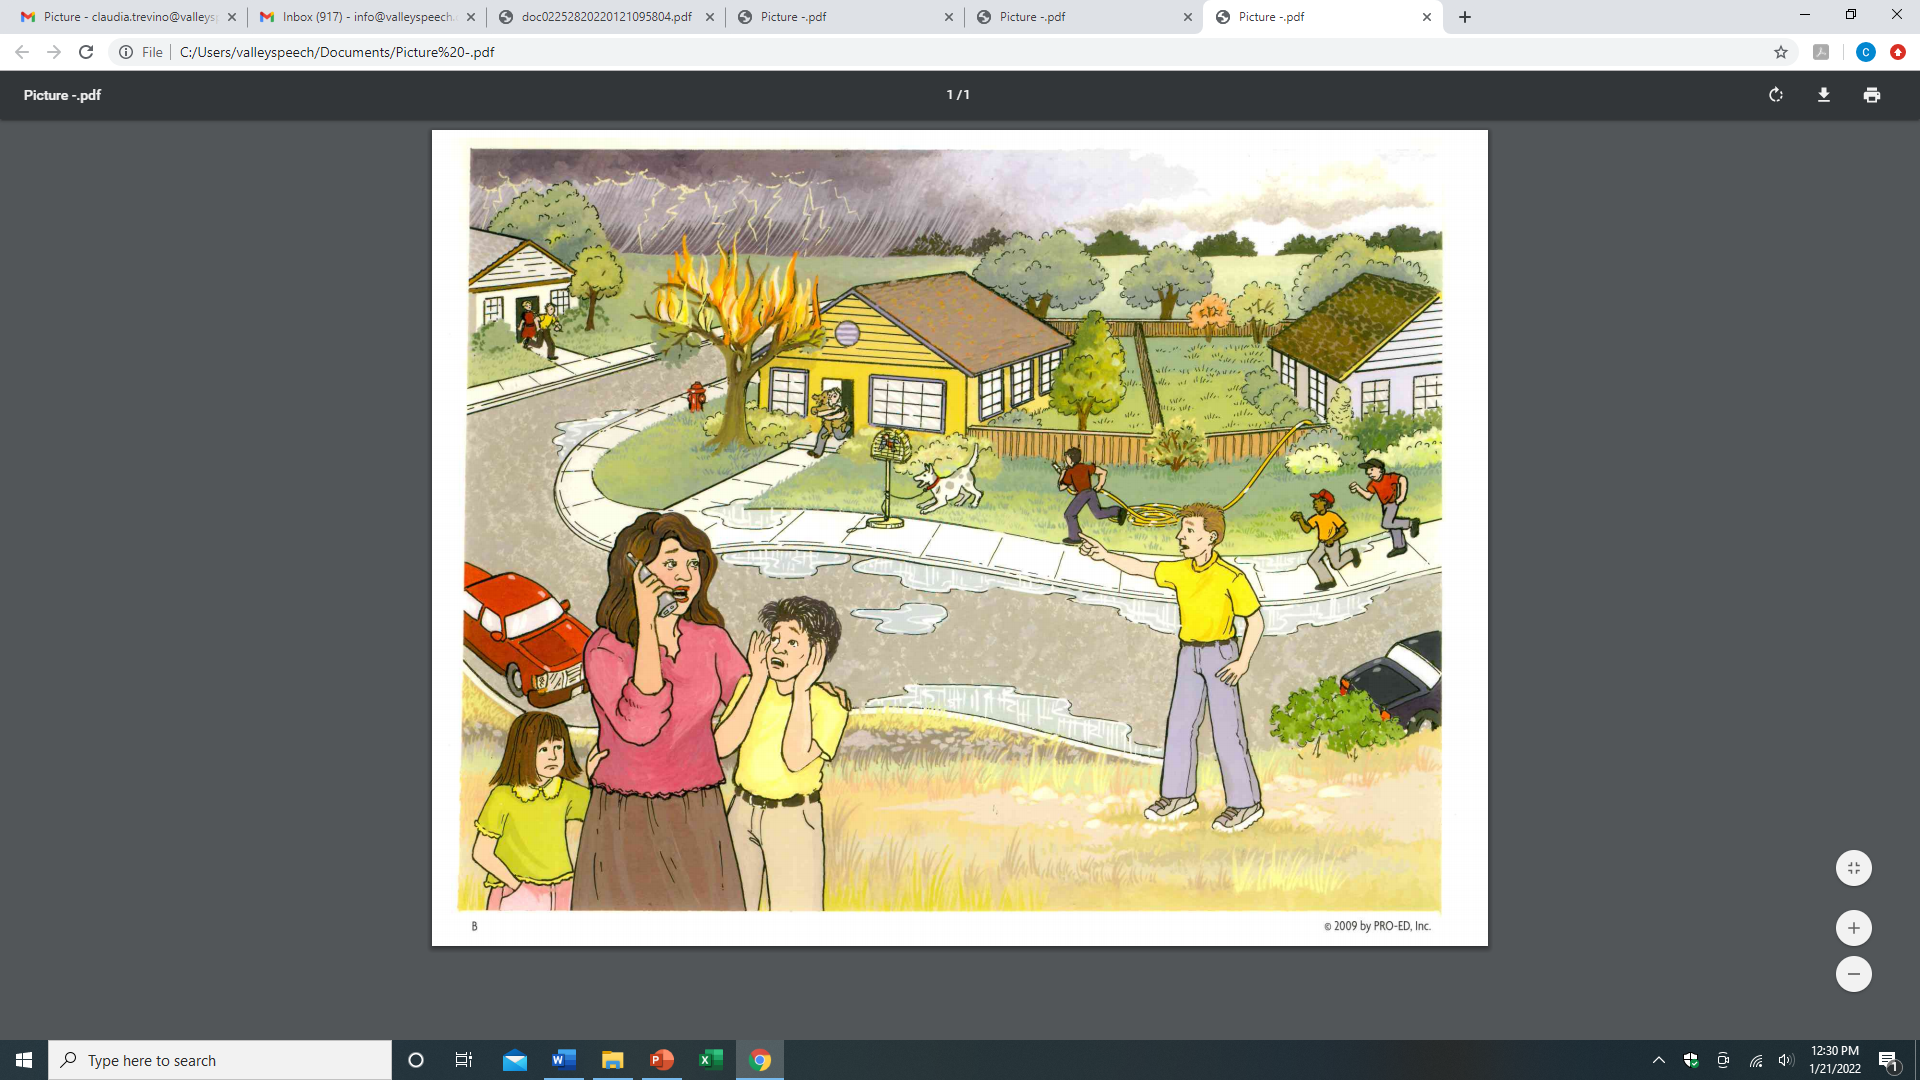 Picture - claudia.trevino@valleys
Inbox (917) - info@valleyspeech.
doc02252820220121095804.pdf
Picture -.pdf
Picture -.pdf
Picture -.pdf
File
C:/Users/valleyspeech/Documents/Picture%20-.pdf
C
Picture -.pdf
1 / 1
B
© 2009 by PRO-ED, Inc.
Type here to search
W
P
X
12:30 PM
1/21/2022
1